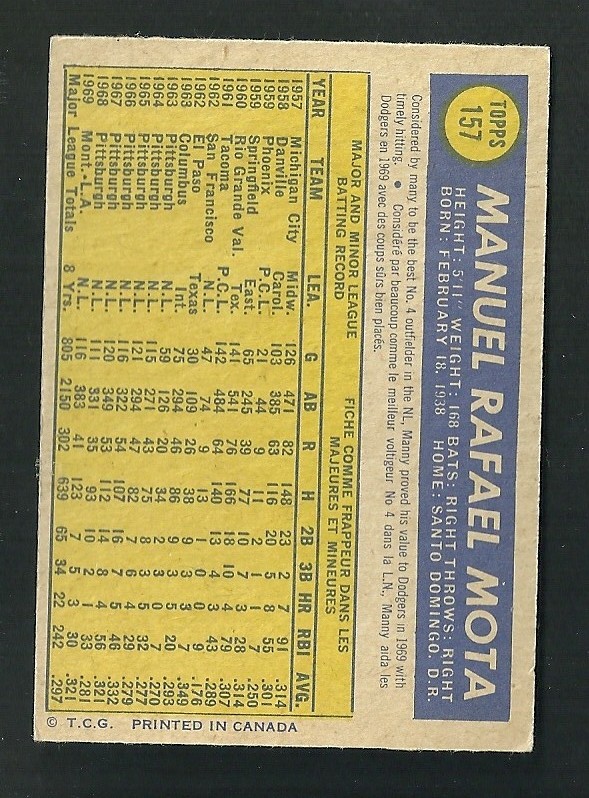 TOPPS
157
MANUEL RAFAEL MOTA
HEIGHT: 5'11" WEIGHT: 168 BATS: RIGHT THROWS: RIGHT
BORN: FEBRUARY 18, 1938 HOME: SANTO DOMINGO, D.R.
Considered by many to be the best No. 4 outfielder in the NL, Manny proved his value to Dodgers in 1969 with
timely hitting. • Considéré par beaucoup comme le meilleur voltigeur No 4 dans la L.N., Manny aida les
Dodgers en 1969 avec des coups sûrs bien placés.
MAJOR AND MINOR LEAGUE BATTING RECORD
FICHE COMME FRAPPEUR DANS LES MAJEURES ET MINEURES
YEAR TEAM LEA. G AB R H 2B 3B HR RBI AVG.
1957 Michigan City Midw. 126 471 82 148 23 2 7 91 .314
1958 Danville Carol. 103 385 63 116 20 5 8 55 .301
1959 Phoenix P.C.L. 21 44 9 11 2 1 1 7
1959 Springfield East. 65 245 39 77 10 7 3 28 .314
1960 Rio Grande Val. Tex. 141 541 76 166 18 10 4 79 .307
1961 Tacoma P.C.L. 142 484 64 140 13 4 3 43 .289
1962 San Francisco N.L. 47 74 9 13 1 0 0 9 .176
1962 El Paso Texas 30 109 26 38 9 3 3 7 .349
1963 Columbus Int. 75 294 46 86 9 3 5 20 .293
1963 Pittsburgh N.L. 59 126 20 34 2 3 0 7 .270
1964 Pittsburgh N.L. 115 271 43 75 8 3 5 32 .277
1965 Pittsburgh N.L. 121 294 47 82 7 6 4 29 .279
1966 Pittsburgh N.L. 116 322 54 107 16 7 5 46 .332
1967 Pittsburgh N.L. 120 349 53 112 14 8 4 56 .321
1968 Pittsburgh N.L. 111 331 35 93 10 2 1 33 .281
1969 Mont.-L.A. N.L. 116 383 41 123 7 5 3 30 .321
Major League Totals 8 Yrs. 805 2150 302 639 65 34 22 242 .297
© T.C.G. PRINTED IN CANADA